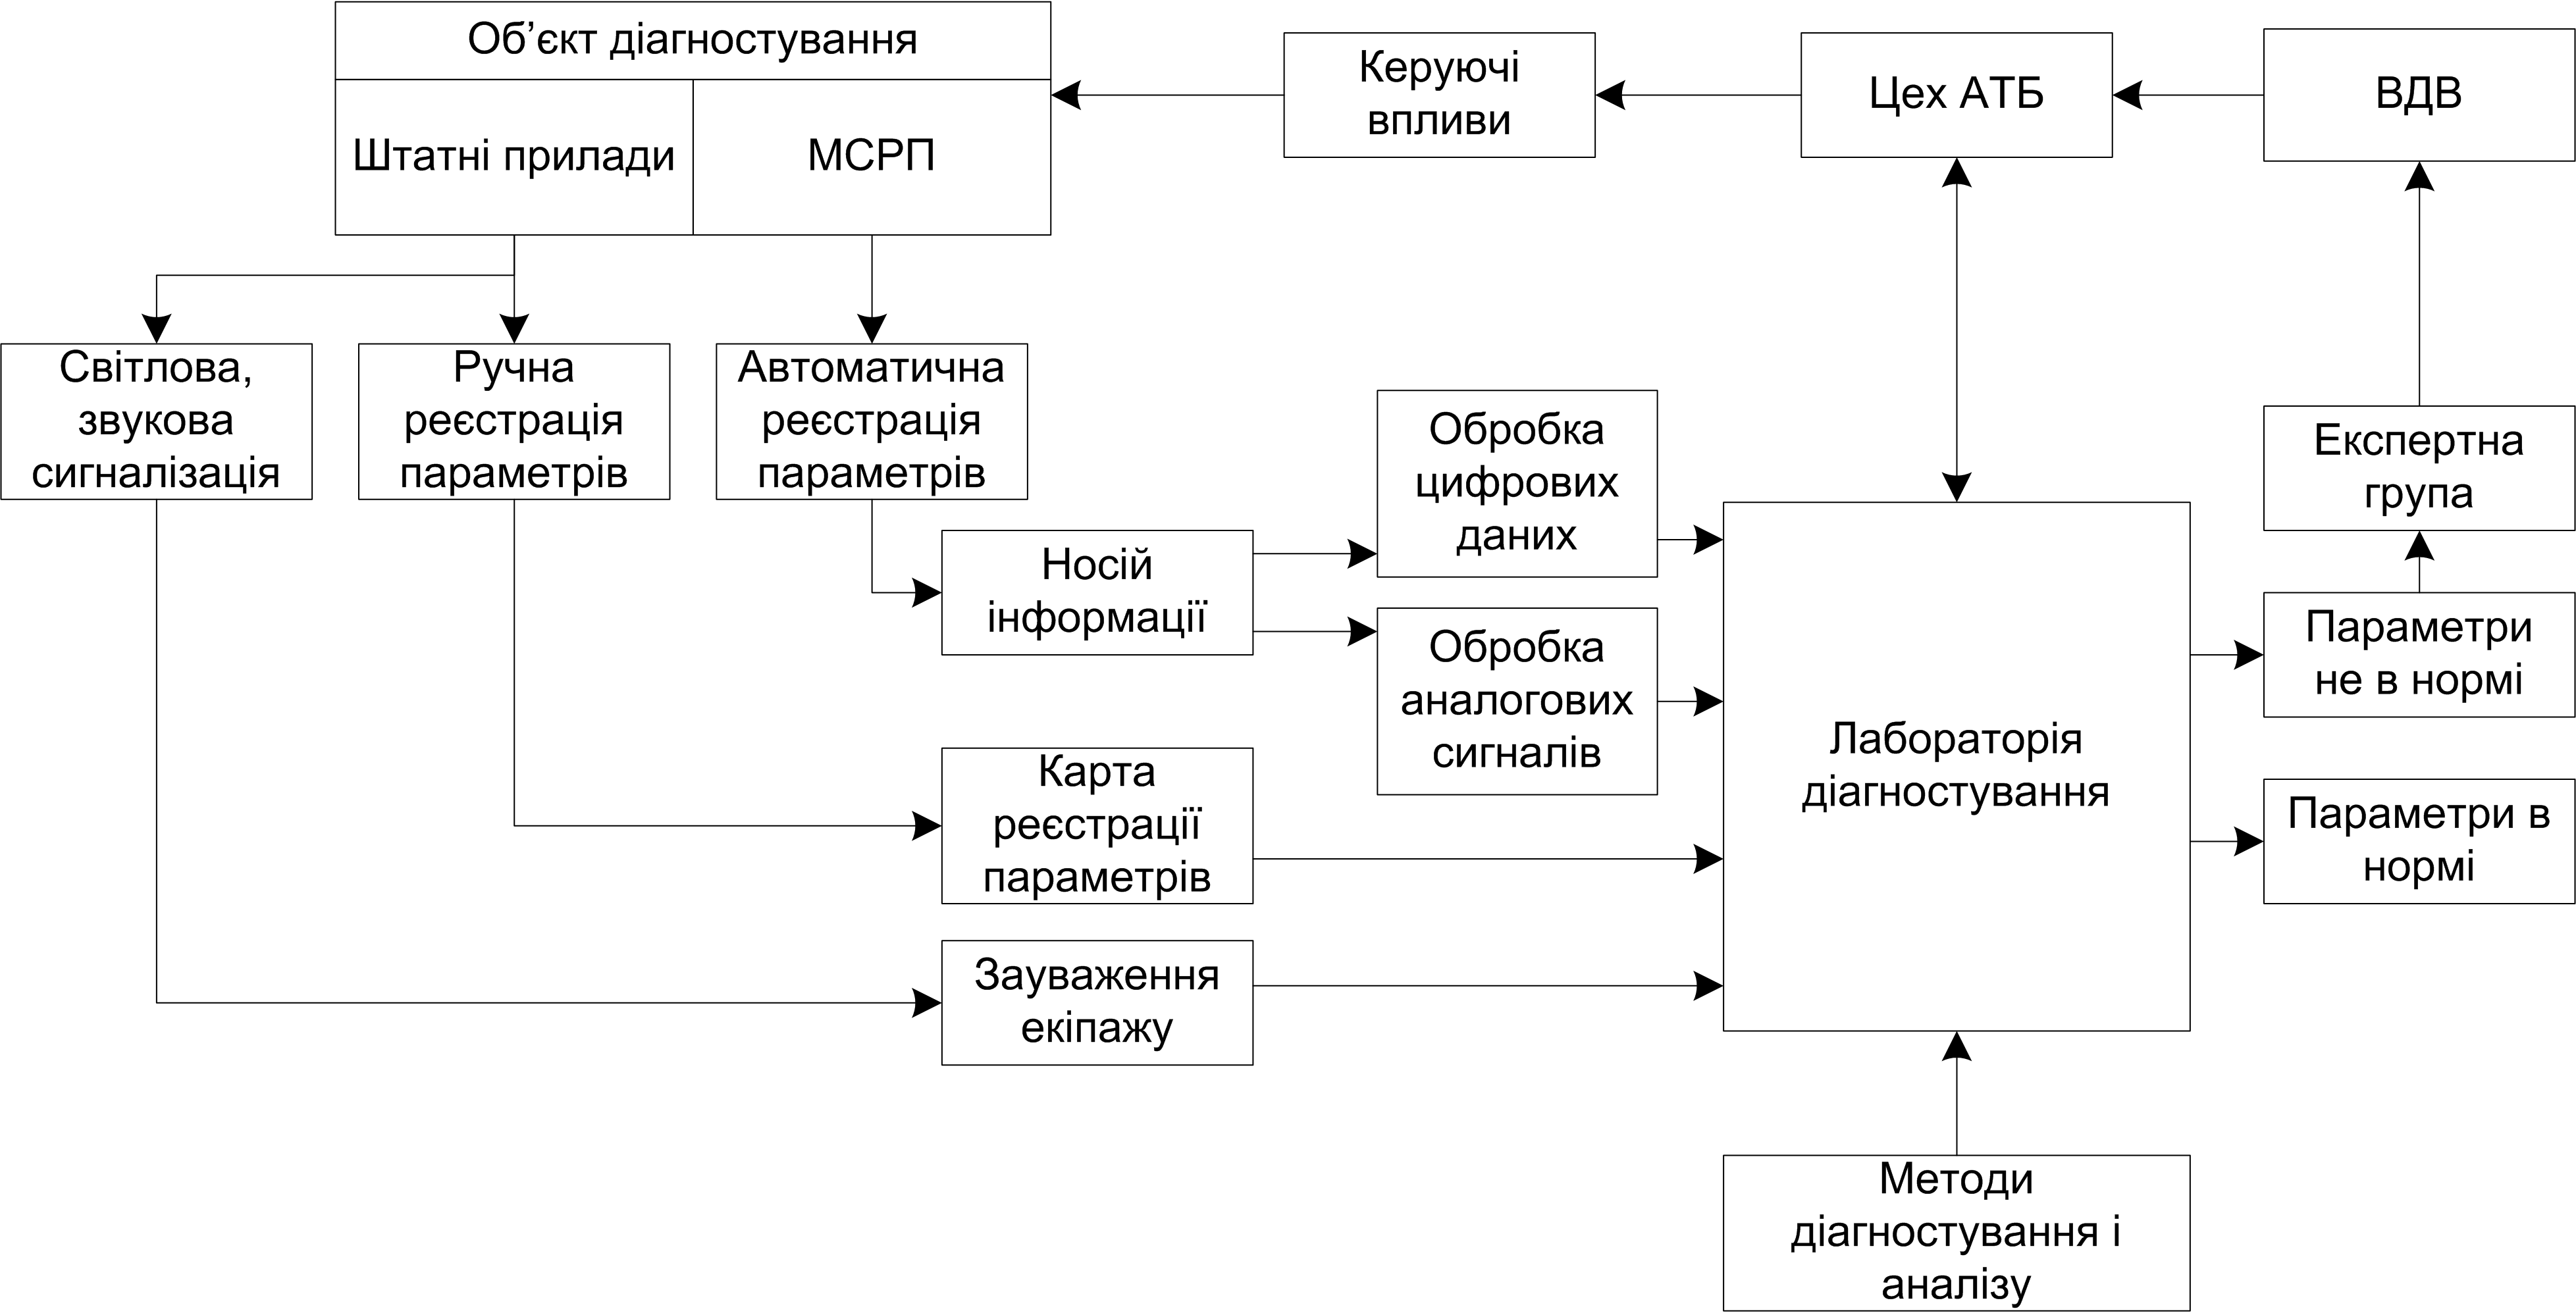 Об’єкт діагностування
Штатні прилади
МСРП
Керуючі
впливи
Цех АТБ
ВДВ
Світлова,
звукова
сигналізація
Ручна
реєстрація
параметрів
Автоматична
реєстрація
параметрів
Носій
інформації
Обробка
цифрових
даних
Обробка
аналогових
сигналів
Карта
реєстрації
параметрів
Зауваження
екіпажу
Лабораторія
діагностування
Експертна
група
Параметри
не в нормі
Параметри в
нормі
Методи
діагностування і
аналізу